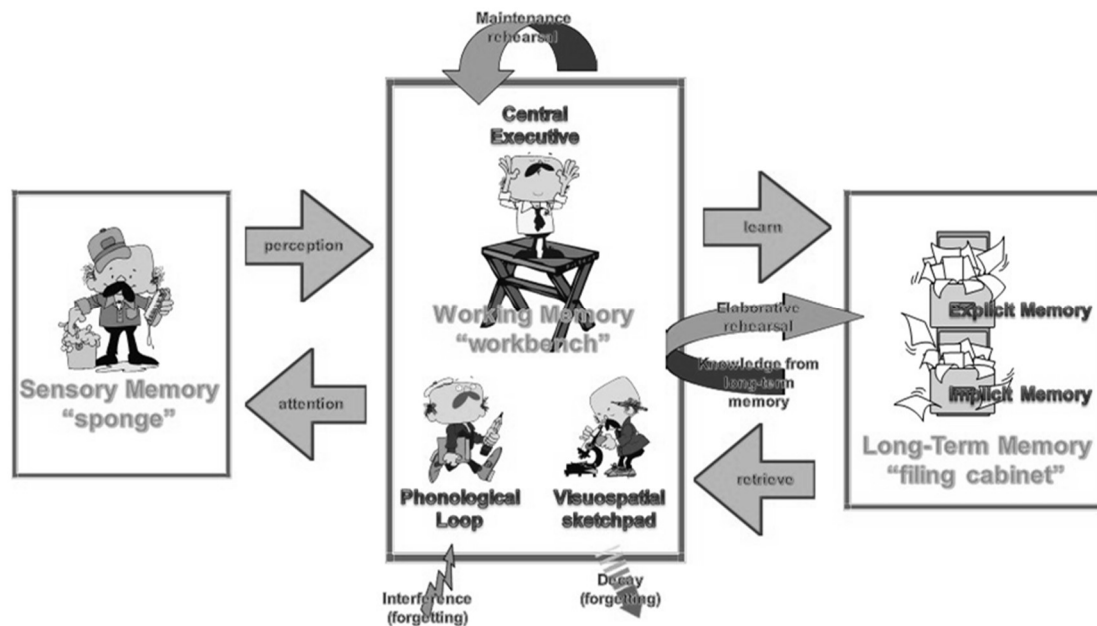 Maintenance
rehearsal
Central
Executive
perception
learn
Working Memory
“workbench”
Elaborative
rehearsal
Knowledge from
long-term
memory
Explicit Memory
Implicit Memory
Sensory Memory
“sponge”
attention
Long-Term Memory
“filing cabinet”
retrieve
Phonological
Loop
Visuospatial
sketchpad
Interference
(forgetting)
Decay
(forgetting)